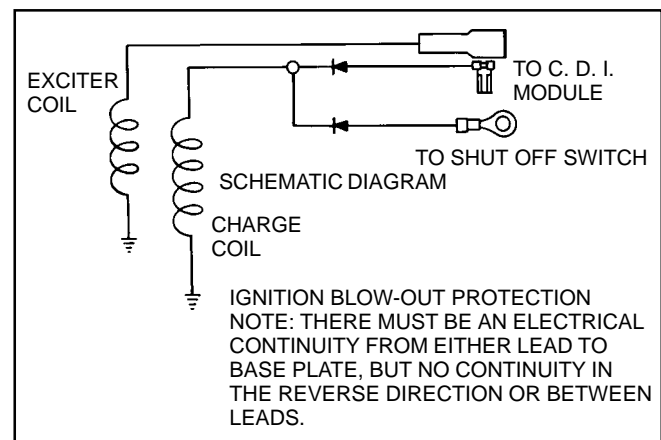 EXCITER
COIL
TO C. D. I.
MODULE
TO SHUT OFF SWITCH
SCHEMATIC DIAGRAM
CHARGE
COIL
IGNITION BLOW-OUT PROTECTION
NOTE: THERE MUST BE AN ELECTRICAL
CONTINUITY FROM EITHER LEAD TO
BASE PLATE, BUT NO CONTINUITY IN
THE REVERSE DIRECTION OR BETWEEN
LEADS.